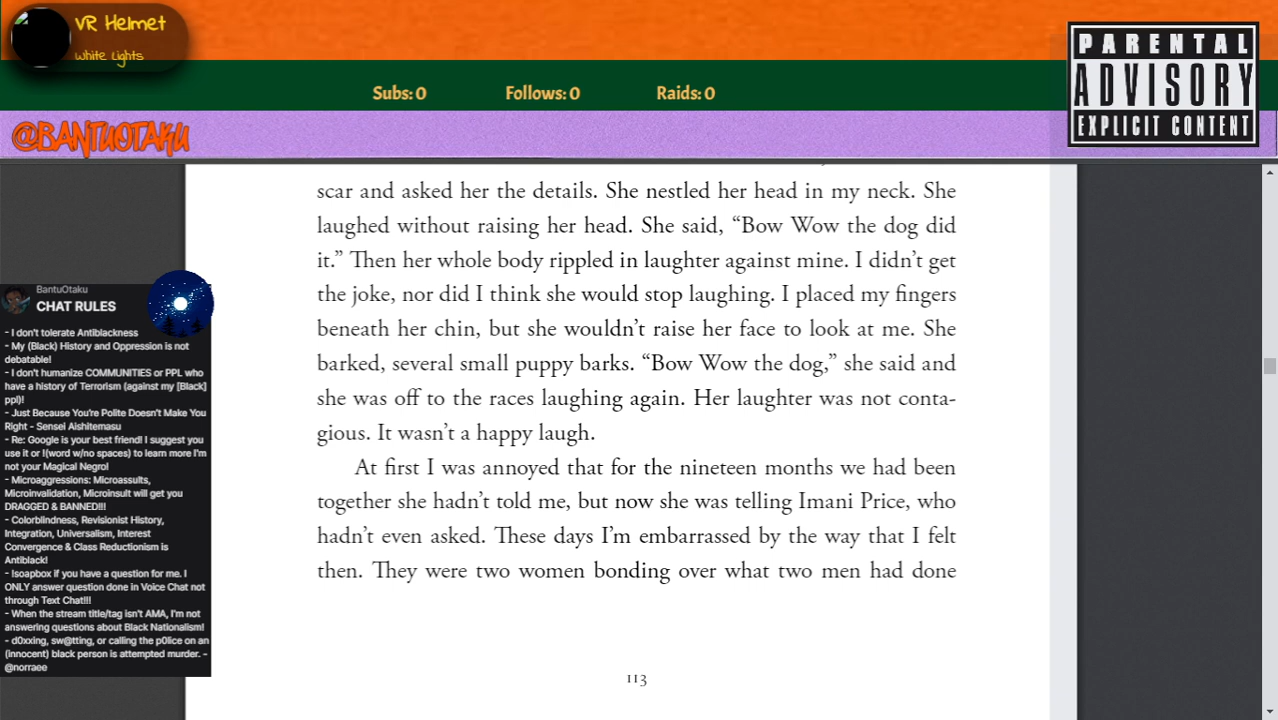 VR Helmet
White Lights
PARENTAL
ADVISORY
EXPLICIT CONTENT
Subs: 0
Follows: 0
Raids: 0
@BANTUOTAKU
scar and asked her the details. She nestled her head in my neck. She
laughed without raising her head. She said, “Bow Wow the dog did
it.” Then her whole body rippled in laughter against mine. I didn’t get
the joke, nor did I think she would stop laughing. I placed my fingers
beneath her chin, but she wouldn’t raise her face to look at me. She
barked, several small puppy barks. “Bow Wow the dog,” she said and
she was off to the races laughing again. Her laughter was not conta-
gious. It wasn’t a happy laugh.
At first I was annoyed that for the nineteen months we had been
together she hadn’t told me, but now she was telling Imani Price, who
hadn’t even asked. These days I’m embarrassed by the way that I felt
then. They were two women bonding over what two men had done
113
BantuOtaku
CHAT RULES
- I don't tolerate Antiblackness
- My (Black) History and Oppression is not
debatable!
- I don't humanize COMMUNITIES or PPL who
have a history of Terrorism (against my [Black]
ppl)!
- Just Because You're Polite Doesn't Make You
Right - Sensei Aishitemasu
- Re: Google is your best friend! I suggest you
use it or !(word w/no spaces) to learn more I'm
not your Magical Negro!
- Microaggressions: Microassults,
Microinvalidation, Microinsult will get you
DRAGGED & BANNED!!!
- Colorblindness, Revisionist History,
Integration, Universalism, Interest
Convergence & Class Reductionism is
Antiblack!
- !soapbox if you have a question for me. I
ONLY answer question done in Voice Chat not
through Text Chat!!!
- When the stream title/tag isn't AMA, I'm not
answering questions about Black Nationalism!
- d0xxing, sw@tting, or calling the p0lice on an
(innocent) black person is attempted murder. -
@norraee